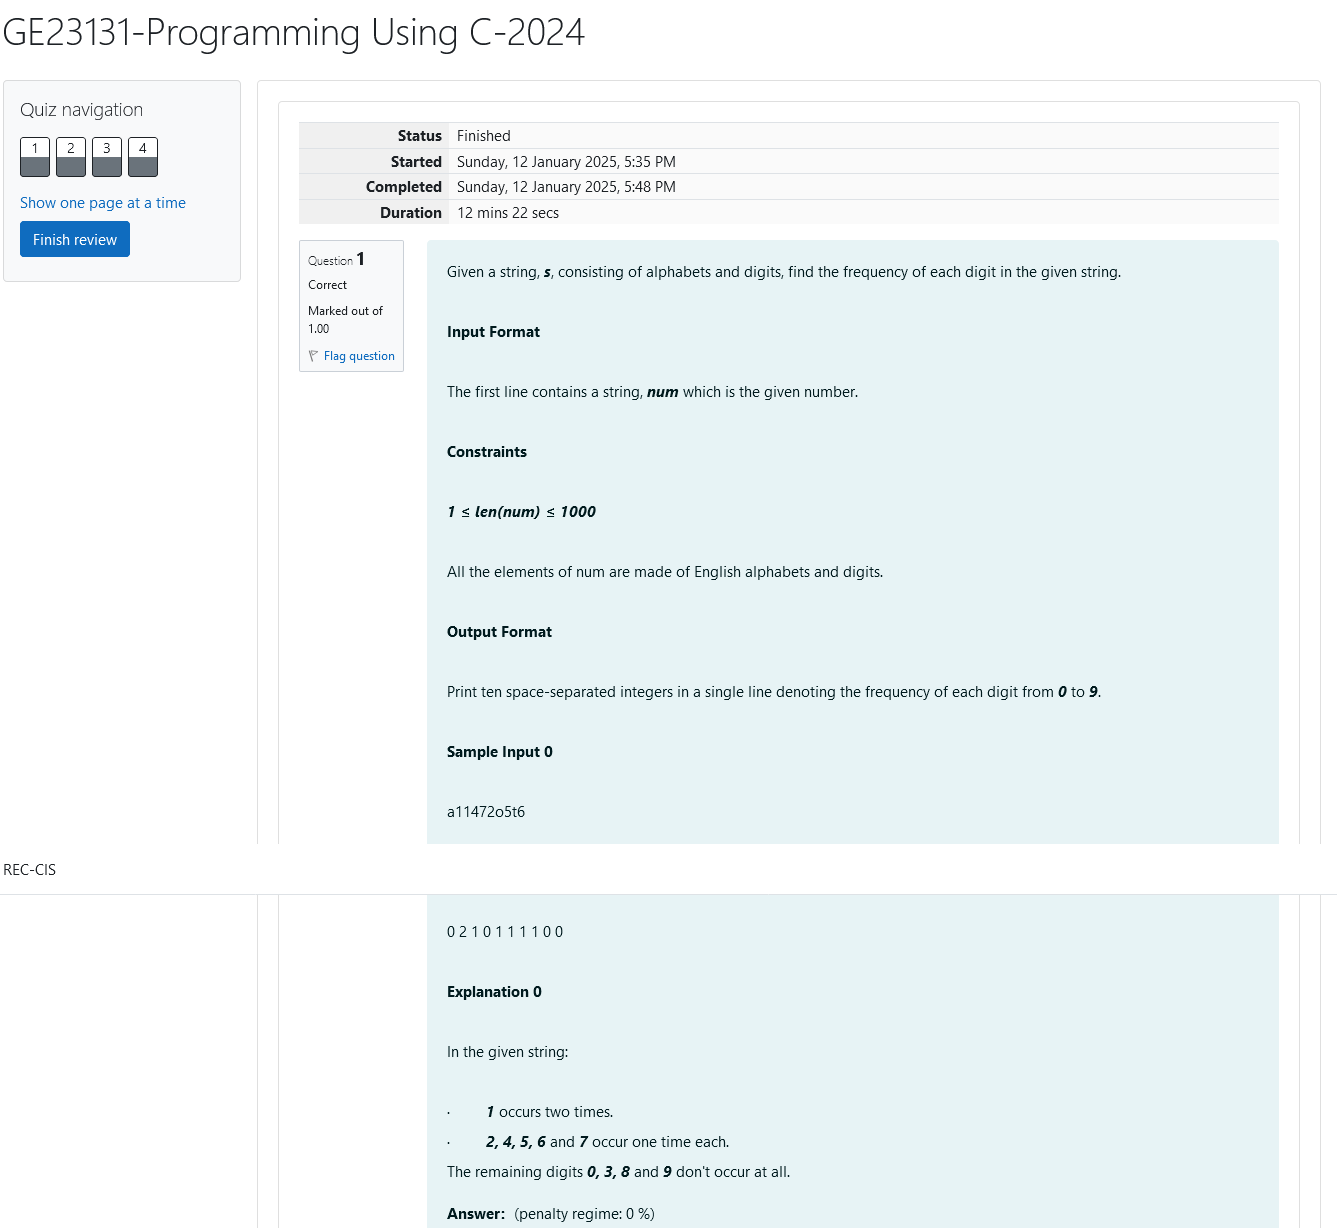 GE23131-Programming Using C-2024
Quiz navigation
1 2 3 4
Show one page at a time
Finish review
Status Finished
Started Sunday, 12 January 2025, 5:35 PM
Completed Sunday, 12 January 2025, 5:48 PM
Duration 12 mins 22 secs
Question 1
Correct
Marked out of
1.00
Flag question
Given a string, s, consisting of alphabets and digits, find the frequency of each digit in the given string.
Input Format
The first line contains a string, num which is the given number.
Constraints
1 ≤ len(num) ≤ 1000
All the elements of num are made of English alphabets and digits.
Output Format
Print ten space-separated integers in a single line denoting the frequency of each digit from 0 to 9.
Sample Input 0
a11472o5t6
REC-CIS
0 2 1 0 1 1 1 1 0 0
Explanation 0
In the given string:
· 1 occurs two times.
· 2, 4, 5, 6 and 7 occur one time each.
The remaining digits 0, 3, 8 and 9 don't occur at all.
Answer: (penalty regime: 0 %)